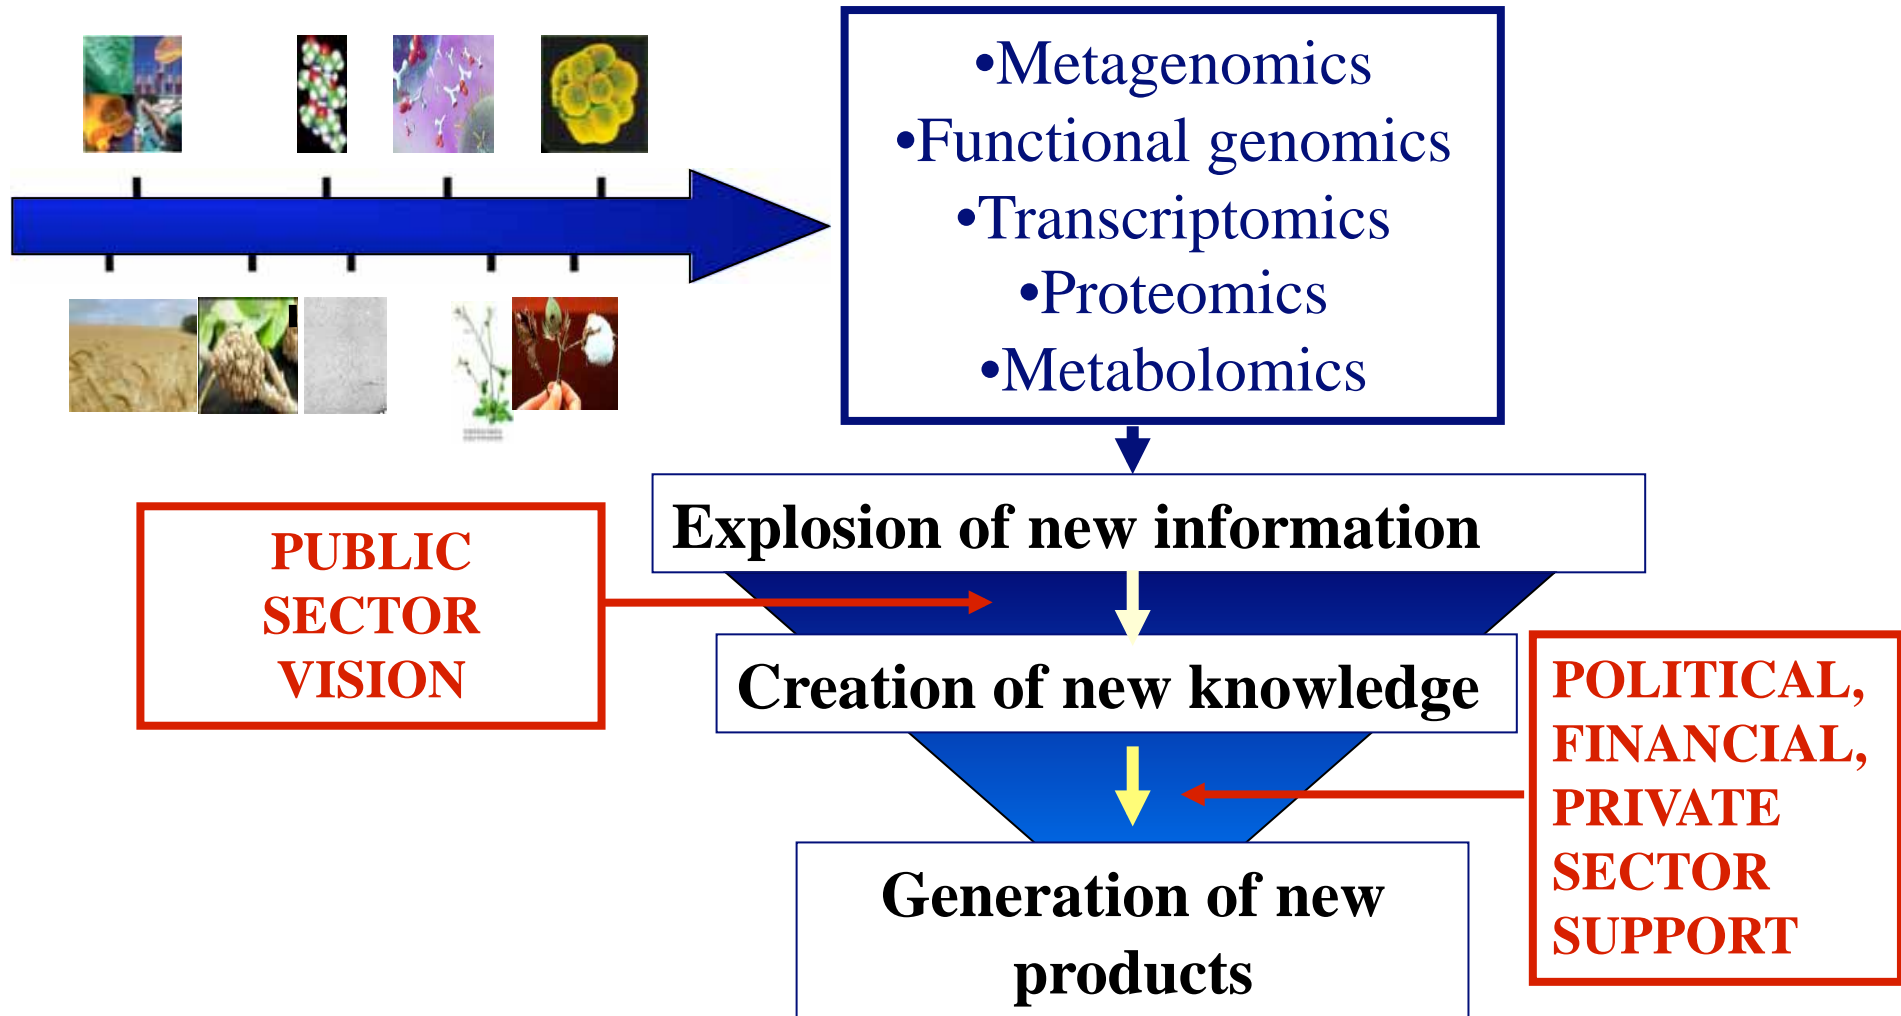 •Metagenomics
•Functional genomics
•Transcriptomics
•Proteomics
•Metabolomics
Explosion of new information
PUBLIC
SECTOR
VISION
Creation of new knowledge
POLITICAL,
FINANCIAL,
PRIVATE
SECTOR
SUPPORT
Generation of new
products